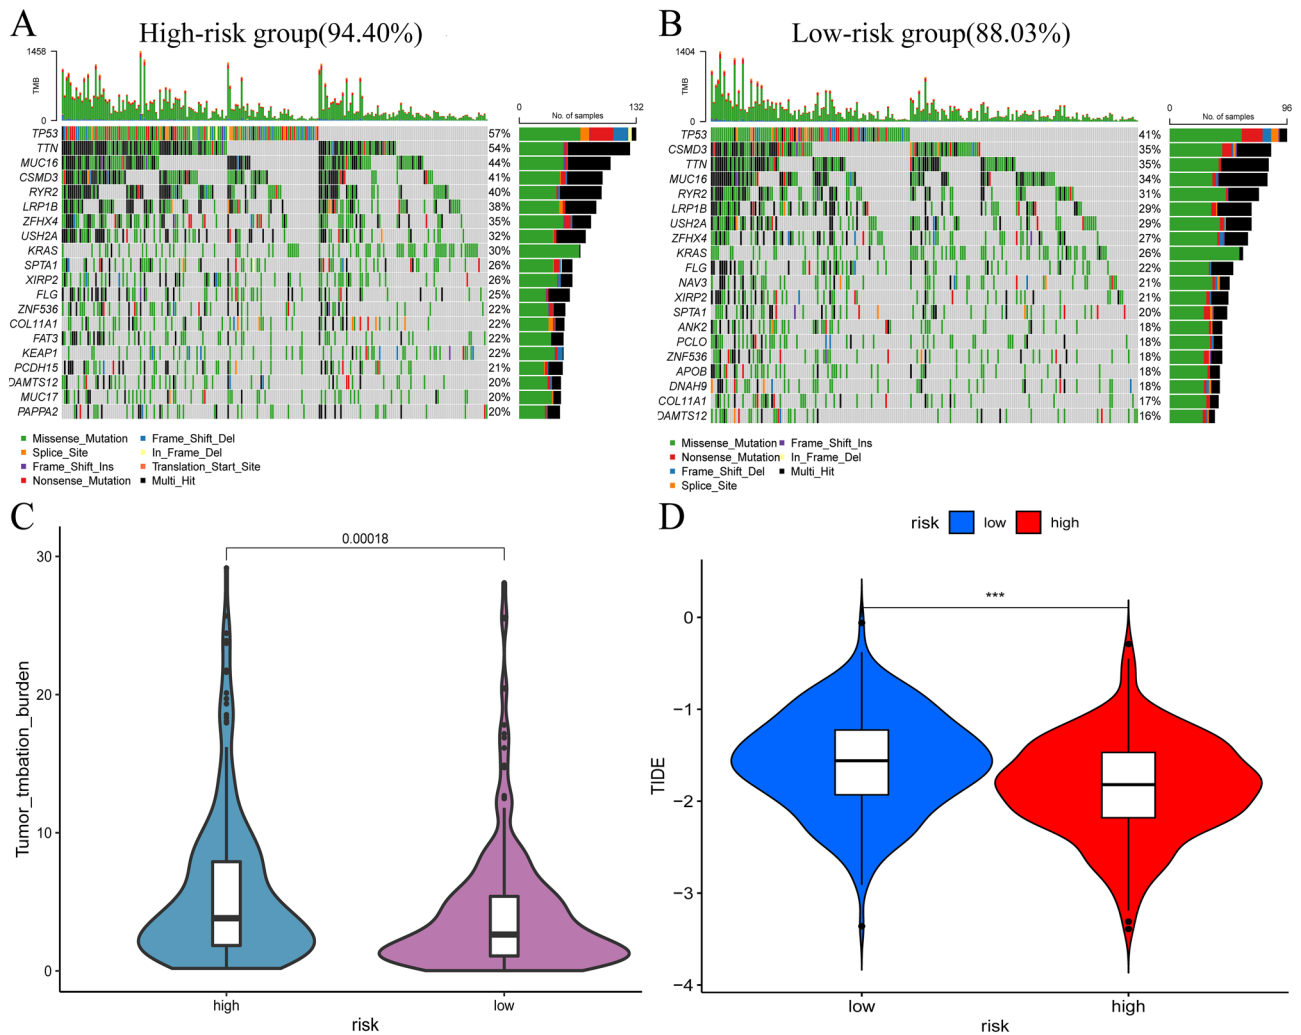 A
High-risk group(94.40%)
1458
TMB
0
0
132
No. of samples
TP53 57%
TTN 54%
MUC16 44%
CSMD3 41%
RYR2 40%
LRP1B 38%
ZFHX4 35%
USH2A 32%
KRAS 30%
SPTA1 26%
XIRP2 26%
FLG 25%
ZNF536 22%
COL11A1 22%
FAT3 22%
KEAP1 22%
PCDH15 21%
DAMTS12 20%
MUC17 20%
PAPPA2 20%
Missense_Mutation
Splice_Site
Frame_Shift_Ins
Nonsense_Mutation
Frame_Shift_Del
In_Frame_Del
Translation_Start_Site
Multi_Hit
B
Low-risk group(88.03%)
1404
TMB
0
0
96
No. of samples
TP53 41%
CSMD3 35%
TTN 35%
MUC16 34%
RYR2 31%
LRP1B 29%
USH2A 29%
ZFHX4 27%
KRAS 26%
FLG 22%
NAV3 21%
XIRP2 21%
SPTA1 20%
ANK2 18%
PCLO 18%
ZNF536 18%
APOB 18%
DNAH9 18%
COL11A1 17%
DAMTS12 16%
Missense_Mutation
Nonsense_Mutation
Frame_Shift_Del
Splice_Site
Frame_Shift_Ins
In_Frame_Del
Multi_Hit
C
0.00018
Tumor_tmbation_burden
30
20
10
0
high
low
risk
D
risk low high
***
TIDE
0
−1
−2
−3
−4
low
high
risk